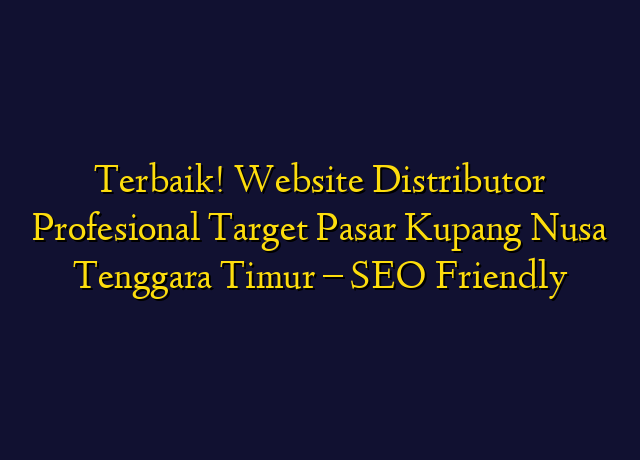 Terbaik! Website Distributor
Profesional Target Pasar Kupang Nusa
Tenggara Timur – SEO Friendly